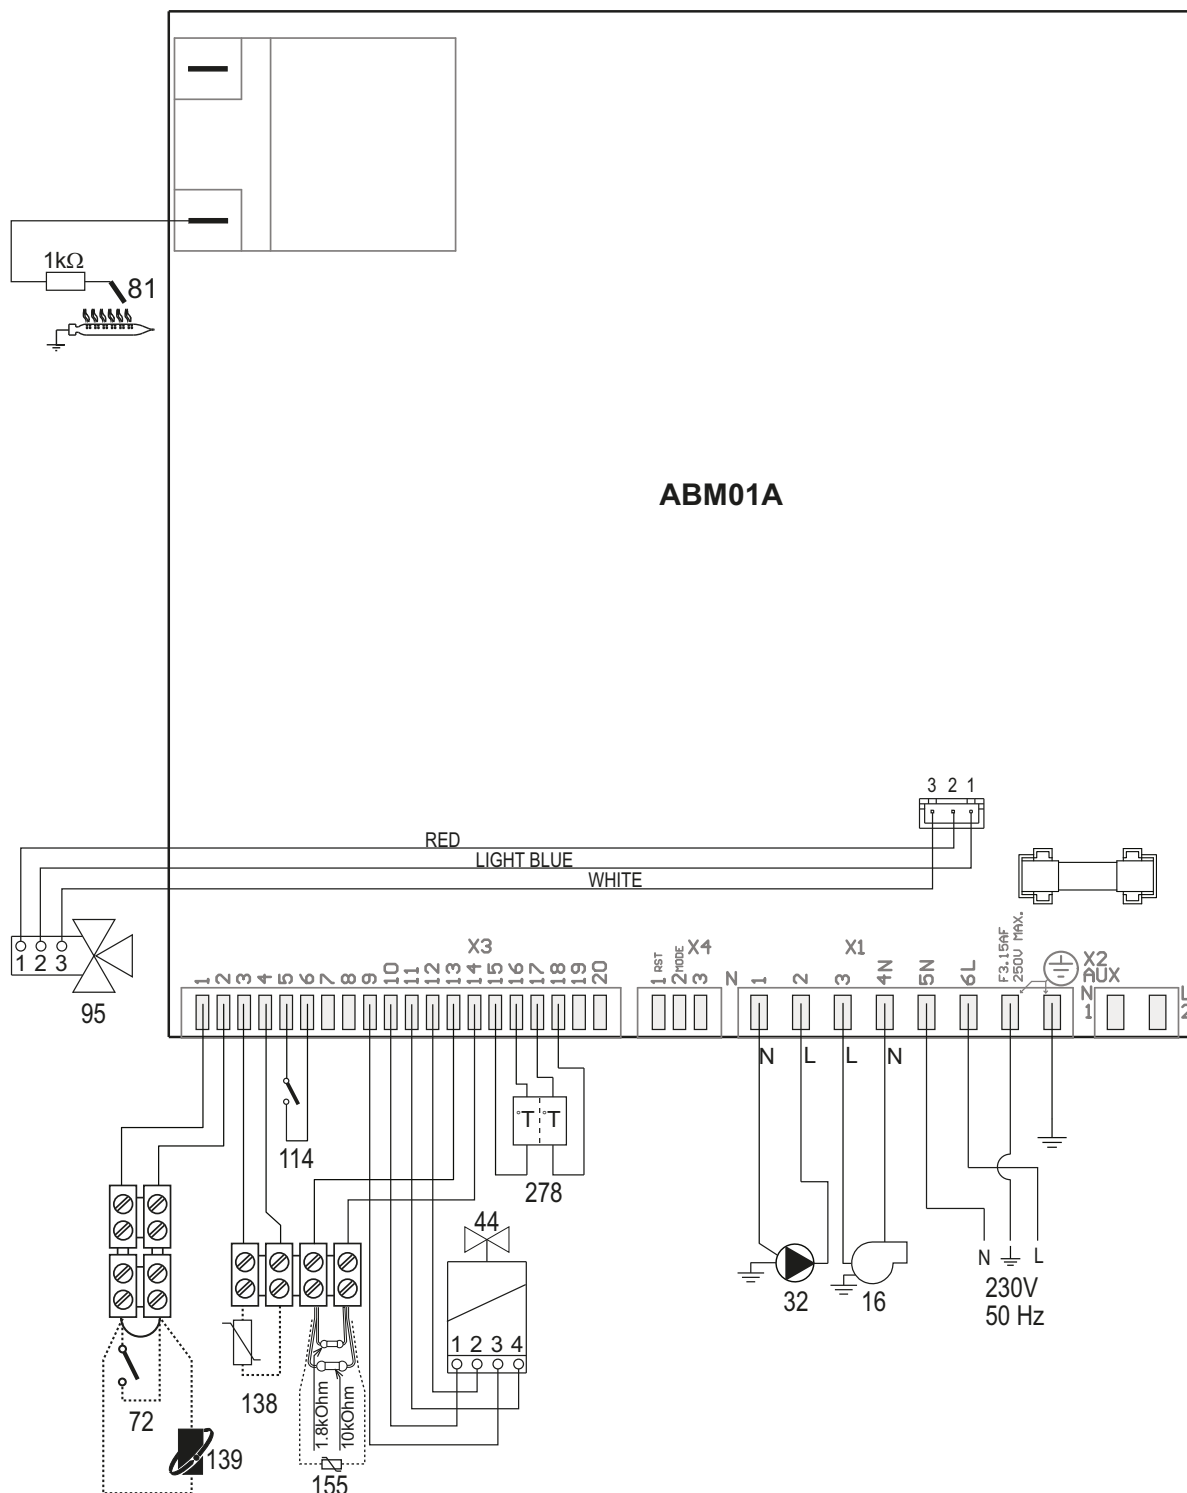 1kΩ
81
ABM01A
3 2 1
RED
LIGHT BLUE
WHITE
1 2 3
95
X3
1 2 3 4 5 6 7 8 9 10 11 12 13 14 15 16 17 18 19 20
X4
RST
MODE
1 2 3
N
X1
1 2 3 4N 5N 6L
F3.15AF
250V MAX.
X2
AUX
N
1
L
2
N L L N
114
278
44
1 2 3 4
32
16
N
L
230V
50 Hz
72
139
138
1.8kOhm
10kOhm
155
°T °T